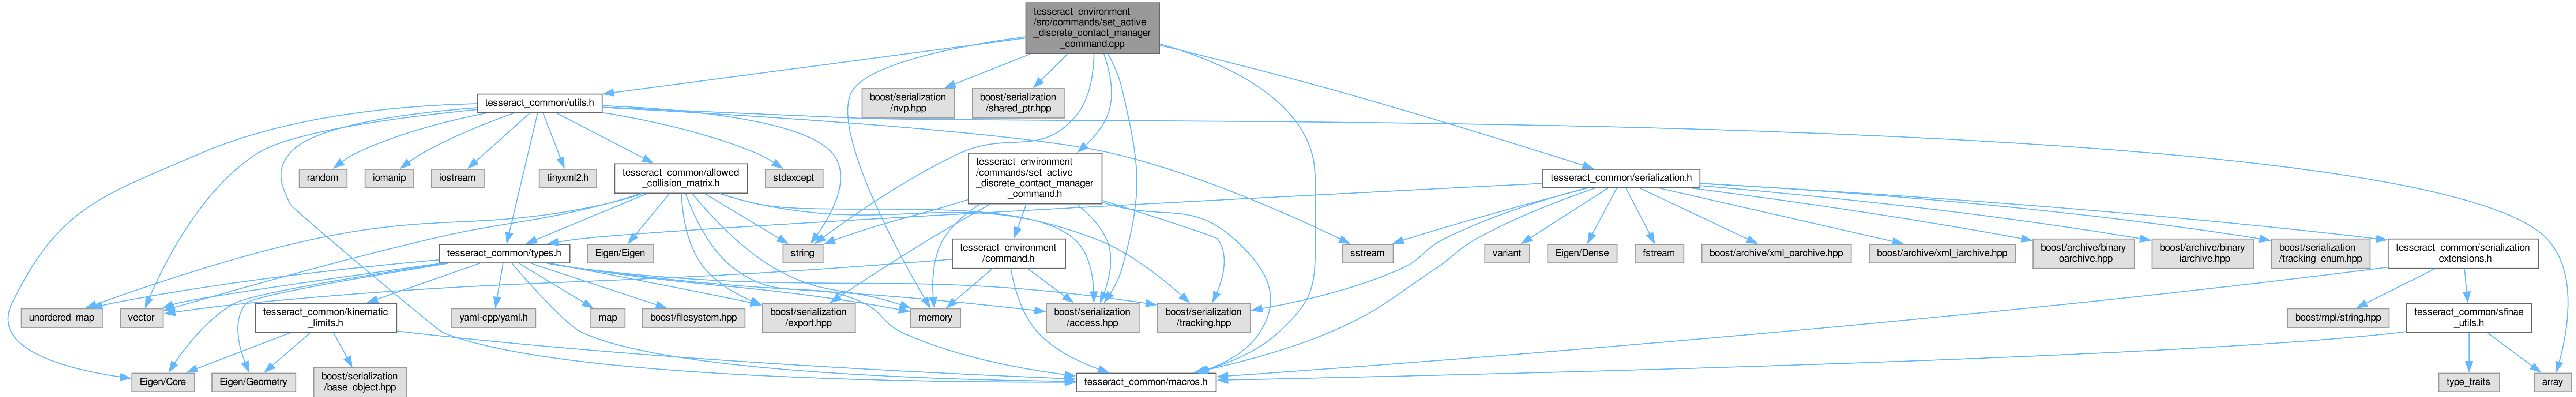 tesseract_environment
/src/commands/set_active
_discrete_contact_manager
_command.cpp
tesseract_common/utils.h
boost/serialization
/nvp.hpp
boost/serialization
/shared_ptr.hpp
random
iomanip
iostream
tinyxml2.h
tesseract_common/allowed
_collision_matrix.h
stdexcept
tesseract_environment
/commands/set_active
_discrete_contact_manager
_command.h
tesseract_common/serialization.h
tesseract_common/types.h
Eigen/Eigen
string
tesseract_environment
/command.h
sstream
variant
Eigen/Dense
fstream
boost/archive/xml_oarchive.hpp
boost/archive/xml_iarchive.hpp
boost/archive/binary
_oarchive.hpp
boost/archive/binary
_iarchive.hpp
boost/serialization
/tracking_enum.hpp
tesseract_common/serialization
_extensions.h
unordered_map
vector
tesseract_common/kinematic
_limits.h
yaml-cpp/yaml.h
map
boost/filesystem.hpp
boost/serialization
/export.hpp
memory
boost/serialization
/access.hpp
boost/serialization
/tracking.hpp
boost/mpl/string.hpp
tesseract_common/sfinae
_utils.h
Eigen/Core
Eigen/Geometry
boost/serialization
/base_object.hpp
tesseract_common/macros.h
type_traits
array